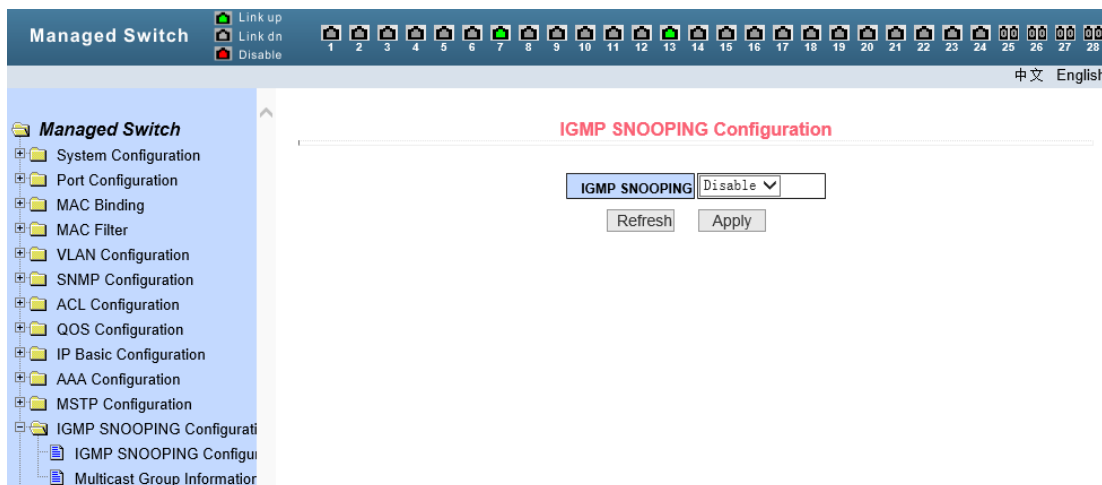 Managed Switch
Link up
Link dn
Disable
1 2 3 4 5 6 7 8 9 10 11 12 13 14 15 16 17 18 19 20 21 22 23 24 25 26 27 28
中文 English
Managed Switch
System Configuration
Port Configuration
MAC Binding
MAC Filter
VLAN Configuration
SNMP Configuration
ACL Configuration
QOS Configuration
IP Basic Configuration
AAA Configuration
MSTP Configuration
IGMP SNOOPING Configurati
IGMP SNOOPING Configu
Multicast Group Information
IGMP SNOOPING Configuration
IGMP SNOOPING Disable
Refresh Apply